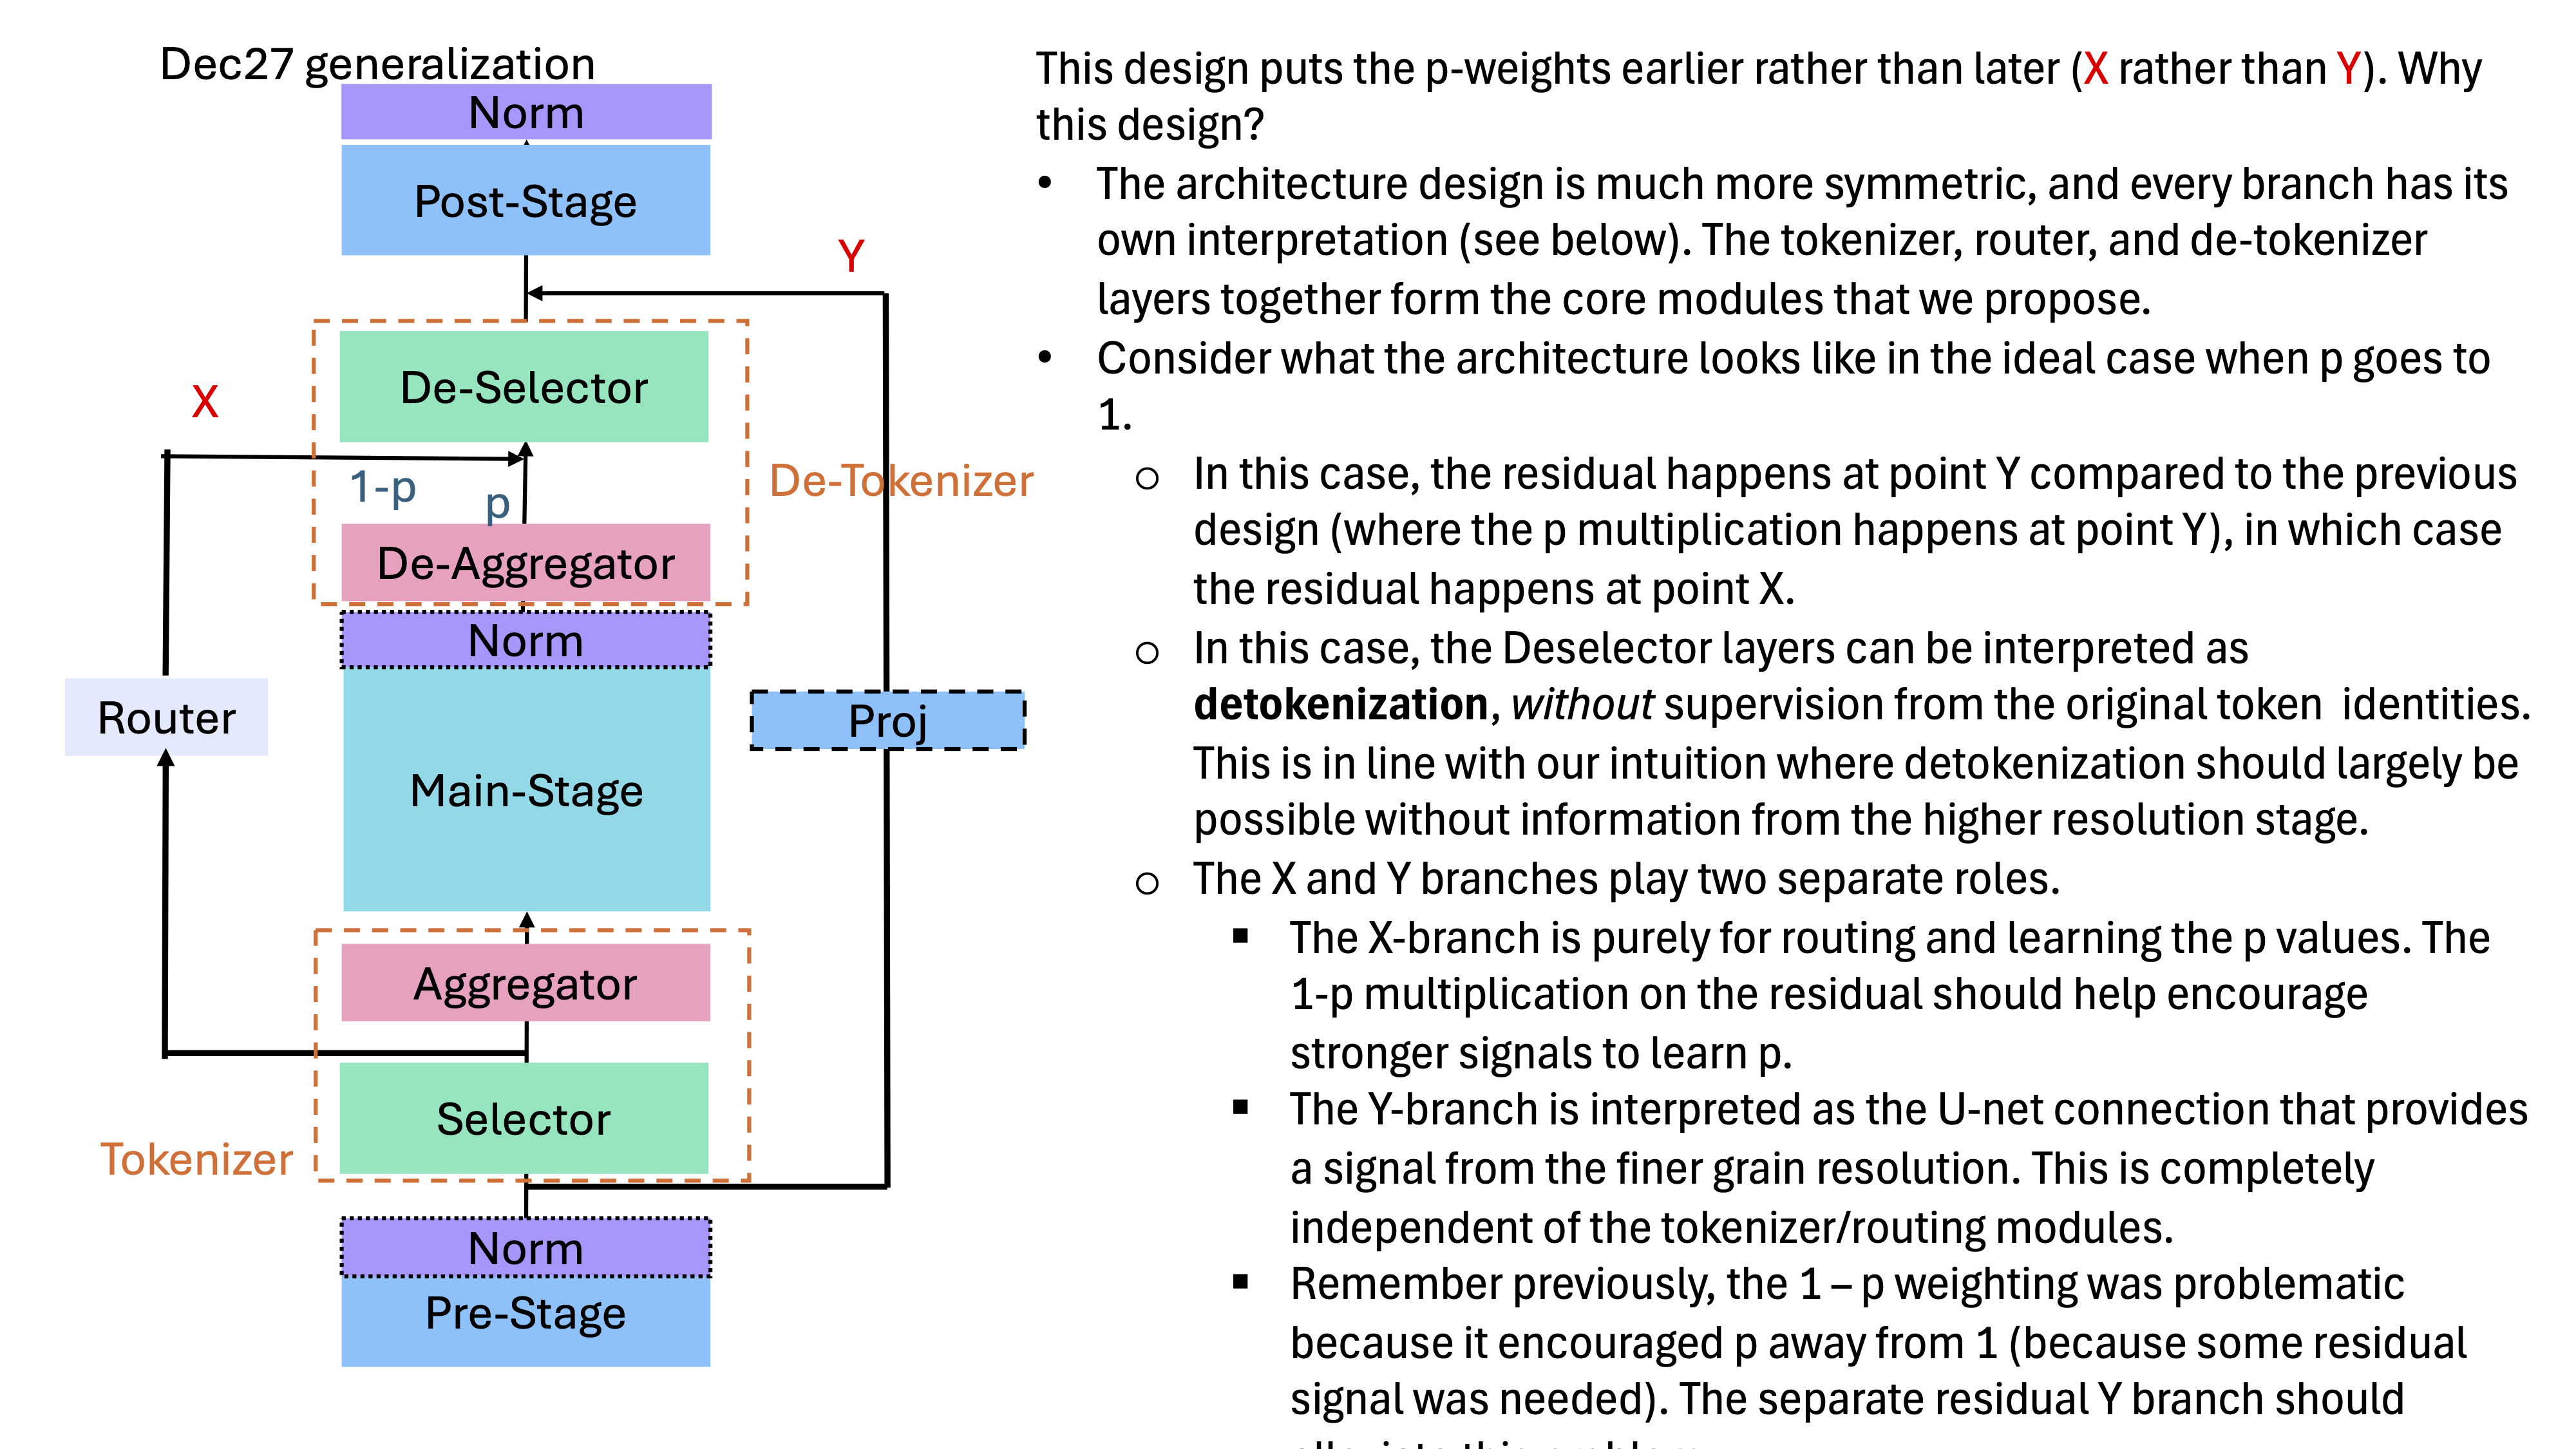 Dec27 generalization
Norm
Post-Stage
Y
De-Selector
X
1-p
p
De-Tokenizer
De-Aggregator
Norm
Router
Proj
Main-Stage
Aggregator
Selector
Tokenizer
Norm
Pre-Stage
This design puts the p-weights earlier rather than later (X rather than Y). Why
this design?
• The architecture design is much more symmetric, and every branch has its
own interpretation (see below). The tokenizer, router, and de-tokenizer
layers together form the core modules that we propose.
• Consider what the architecture looks like in the ideal case when p goes to
1.
o In this case, the residual happens at point Y compared to the previous
design (where the p multiplication happens at point Y), in which case
the residual happens at point X.
o In this case, the Deselector layers can be interpreted as
detokenization, without supervision from the original token identities.
This is in line with our intuition where detokenization should largely be
possible without information from the higher resolution stage.
o The X and Y branches play two separate roles.
▪ The X-branch is purely for routing and learning the p values. The
1-p multiplication on the residual should help encourage
stronger signals to learn p.
▪ The Y-branch is interpreted as the U-net connection that provides
a signal from the finer grain resolution. This is completely
independent of the tokenizer/routing modules.
▪ Remember previously, the 1 – p weighting was problematic
because it encouraged p away from 1 (because some residual
signal was needed). The separate residual Y branch should